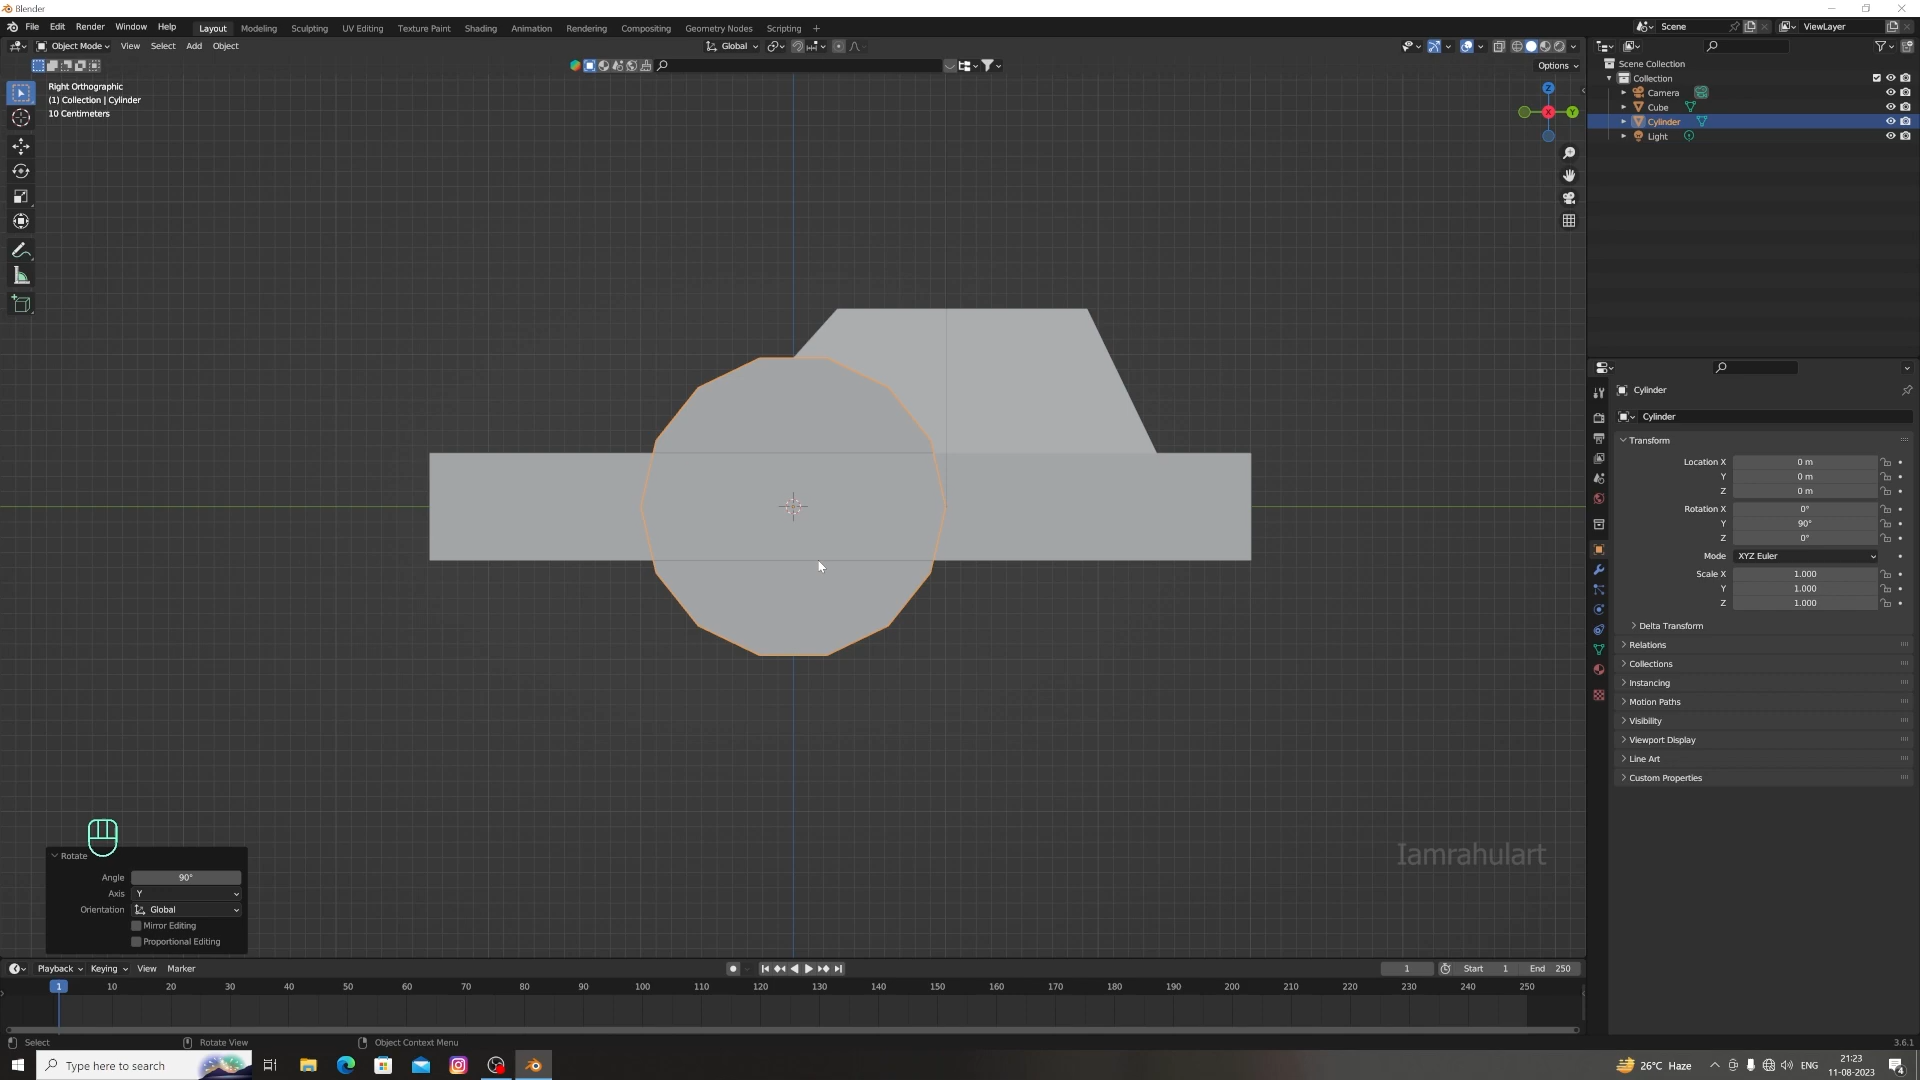 Blender
File Edit Render Window Help Layout Modeling Sculpting UV Editing Texture Paint Shading Animation Rendering Compositing Geometry Nodes Scripting + Scene ViewLayer
Object Mode View Select Add Object Global
Options
Right Orthographic
(1) Collection | Cylinder
10 Centimeters
Z
X
Y
Scene Collection
Collection
Camera
Cube
Cylinder
Light
Cylinder
Cylinder
Transform
Location X 0 m
Y 0 m
Z 0 m
Rotation X 0°
Y 90°
Z 0°
Mode XYZ Euler
Scale X 1.000
Y 1.000
Z 1.000
Delta Transform
Relations
Collections
Instancing
Motion Paths
Visibility
Viewport Display
Line Art
Custom Properties
Iamrahulart
Rotate
Angle 90°
Axis Y
Orientation Global
Mirror Editing
Proportional Editing
Playback Keying View Marker 1 Start 1 End 250
1 10 20 30 40 50 60 70 80 90 100 110 120 130 140 150 160 170 180 190 200 210 220 230 240 250
Select Rotate View Object Context Menu 3.6.1
Type here to search 26°C Haze ENG 21:23
11-08-2023 4